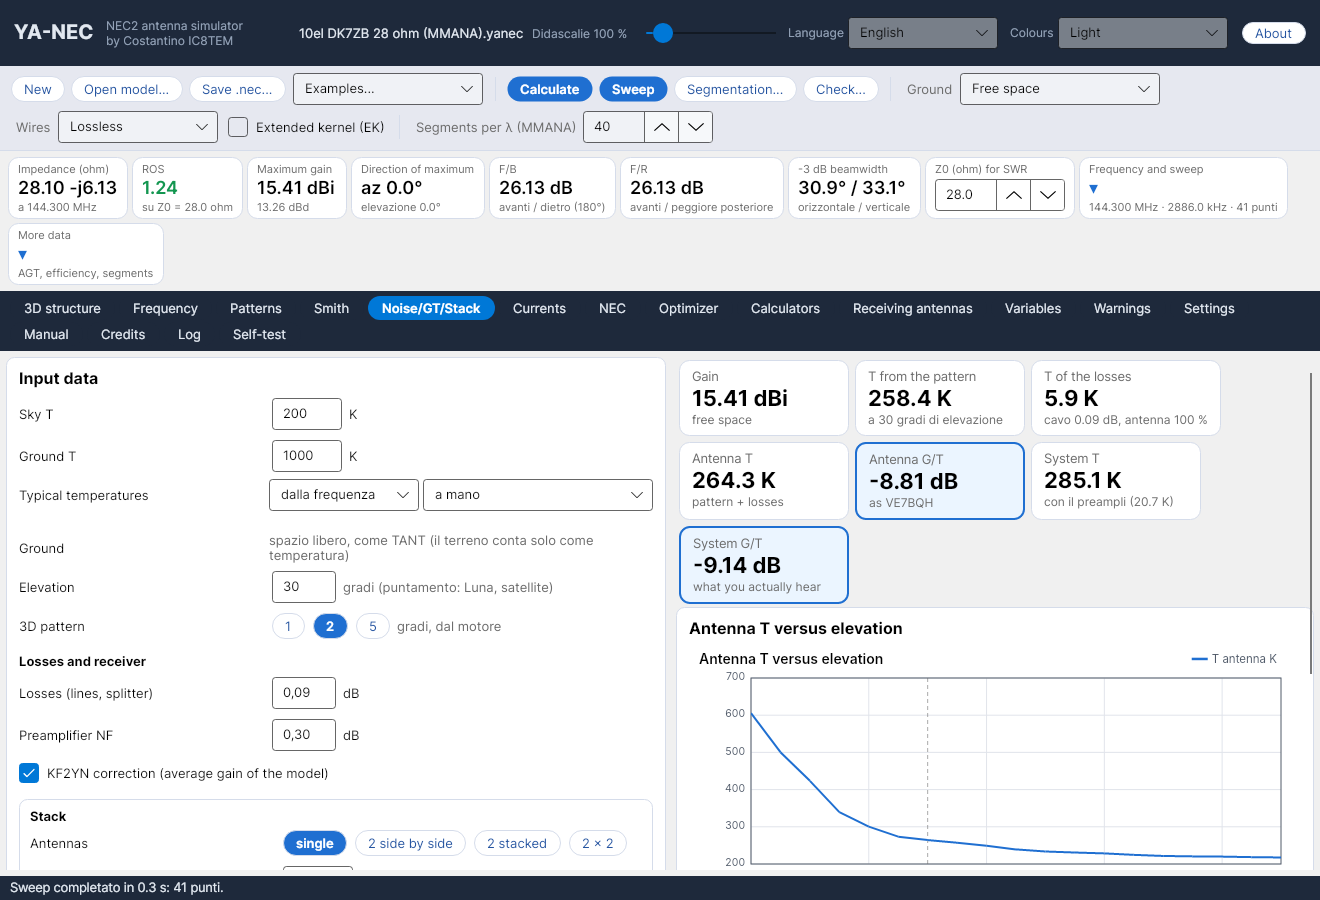 YA-NEC
NEC2 antenna simulator
by Costantino IC8TEM
10el DK7ZB 28 ohm (MMANA).yanec
Didascalie 100 %
Language
English
Colours
Light
About
New
Open model...
Save .nec...
Examples...
Calculate
Sweep
Segmentation...
Check...
Ground
Free space
Wires
Lossless
Extended kernel (EK)
Segments per λ (MMANA)
40
Impedance (ohm)
28.10 -j6.13
a 144.300 MHz
ROS
1.24
su Z0 = 28.0 ohm
Maximum gain
15.41 dBi
13.26 dBd
Direction of maximum
az 0.0°
elevazione 0.0°
F/B
26.13 dB
avanti / dietro (180°)
F/R
26.13 dB
avanti / peggiore posteriore
-3 dB beamwidth
30.9° / 33.1°
orizzontale / verticale
Z0 (ohm) for SWR
28.0
Frequency and sweep
▼
144.300 MHz · 2886.0 kHz · 41 punti
More data
▼
AGT, efficiency, segments
3D structure
Frequency
Patterns
Smith
Noise/GT/Stack
Currents
NEC
Optimizer
Calculators
Receiving antennas
Variables
Warnings
Settings
Manual
Credits
Log
Self-test
Input data
Sky T
200
K
Ground T
1000
K
Typical temperatures
dalla frequenza
a mano
Ground
spazio libero, come TANT (il terreno conta solo come
temperatura)
Elevation
30
gradi (puntamento: Luna, satellite)
3D pattern
1
2
5
gradi, dal motore
Losses and receiver
Losses (lines, splitter)
0,09
dB
Preamplifier NF
0,30
dB
KF2YN correction (average gain of the model)
Stack
Antennas
single
2 side by side
2 stacked
2 × 2
Gain
15.41 dBi
free space
T from the pattern
258.4 K
a 30 gradi di elevazione
T of the losses
5.9 K
cavo 0.09 dB, antenna 100 %
Antenna T
264.3 K
pattern + losses
Antenna G/T
-8.81 dB
as VE7BQH
System T
285.1 K
con il preampli (20.7 K)
System G/T
-9.14 dB
what you actually hear
Antenna T versus elevation
Antenna T versus elevation
T antenna K
700
600
500
400
300
200
Sweep completato in 0.3 s: 41 punti.